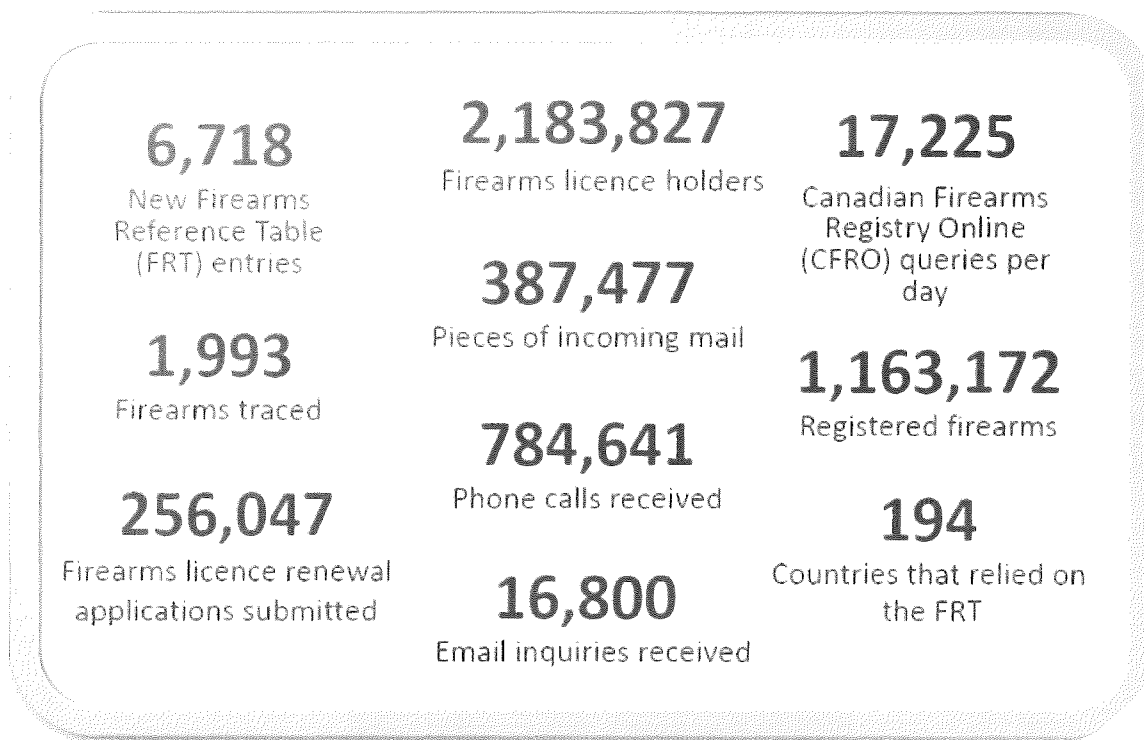 6,718
New Firearms
Reference Table
(FRT) entries
1,993
Firearms traced
256,047
Firearms licence renewal
applications submitted
2,183,827
Firearms licence holders
387,477
Pieces of incoming mail
784,641
Phone calls received
16,800
Email inquiries received
17,225
Canadian Firearms
Registry Online
(CFRO) queries per
day
1,163,172
Registered firearms
194
Countries that relied on
the FRT